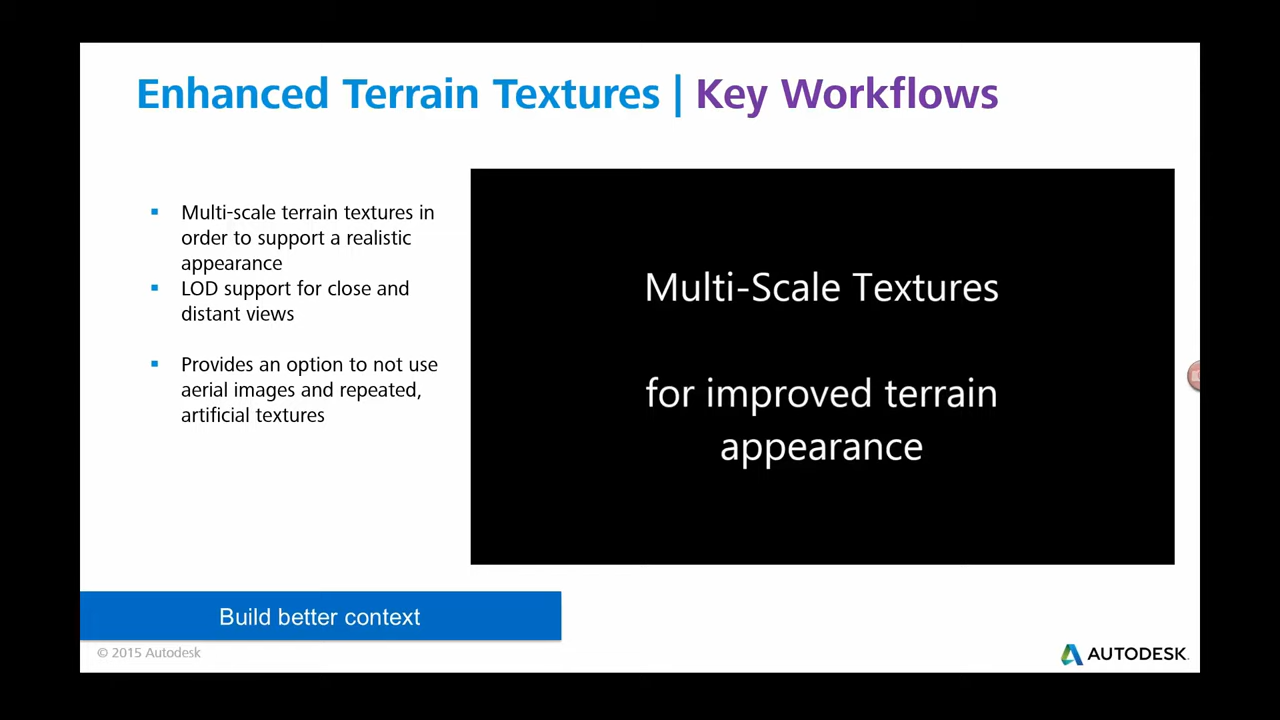 Enhanced Terrain Textures | Key Workflows
▪ Multi-scale terrain textures in
order to support a realistic
appearance
▪ LOD support for close and
distant views
▪ Provides an option to not use
aerial images and repeated,
artificial textures
Multi-Scale Textures
for improved terrain
appearance
Build better context
© 2015 Autodesk
AUTODESK.